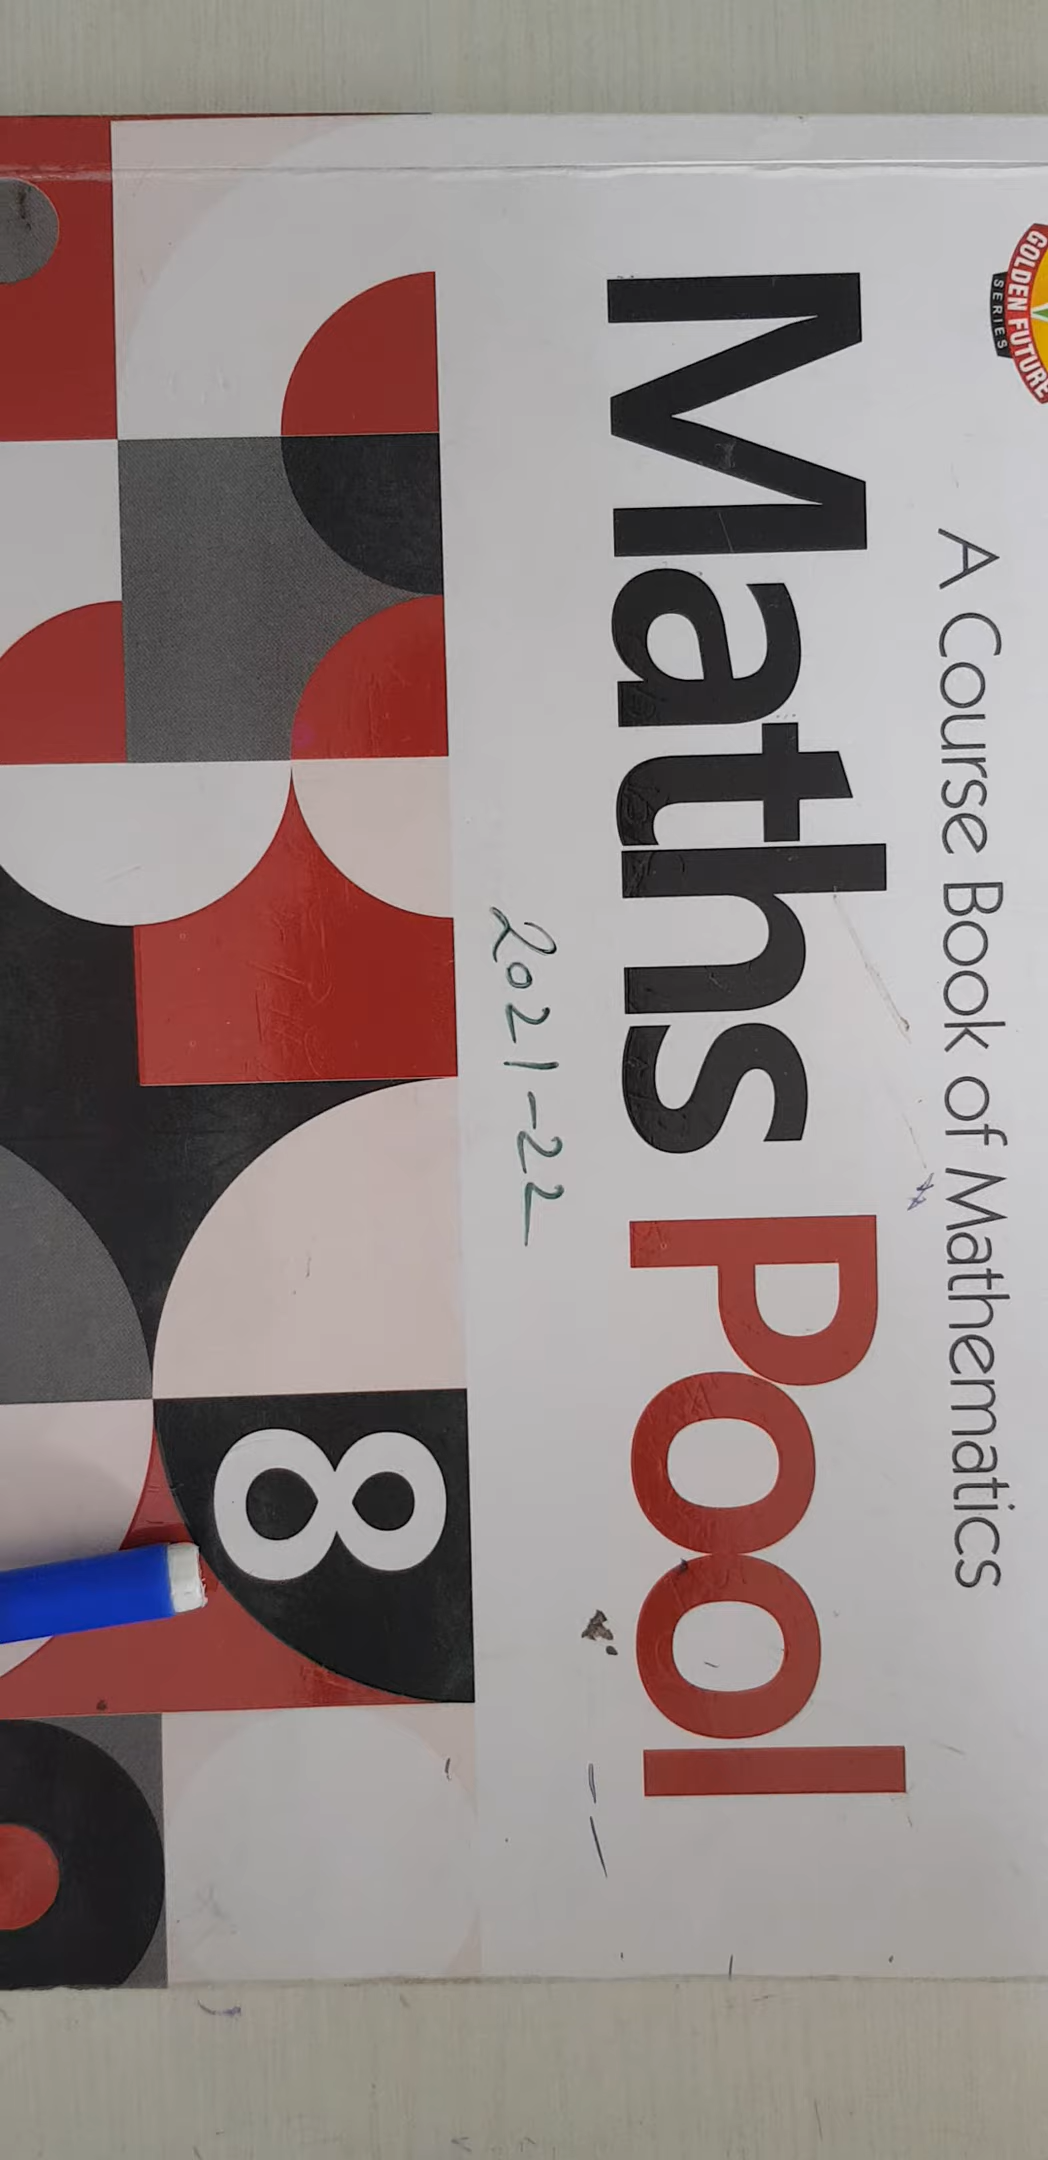 GOLDEN FUTURE
SERIES
A Course Book of Mathematics
Maths Pool
2021-22
8